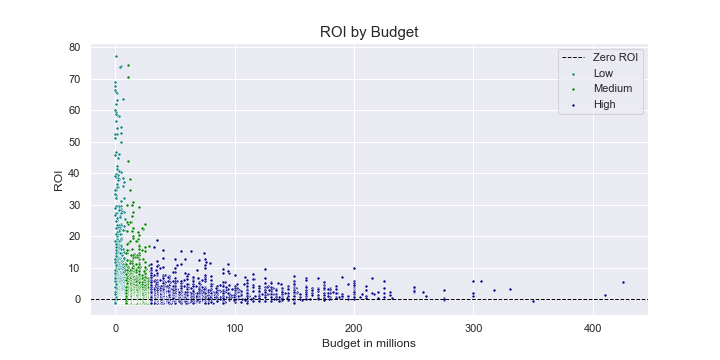 ROI by Budget
80
70
60
50
40
30
20
10
0
ROI
Zero ROI
Low
Medium
High
0 100 200 300 400
Budget in millions